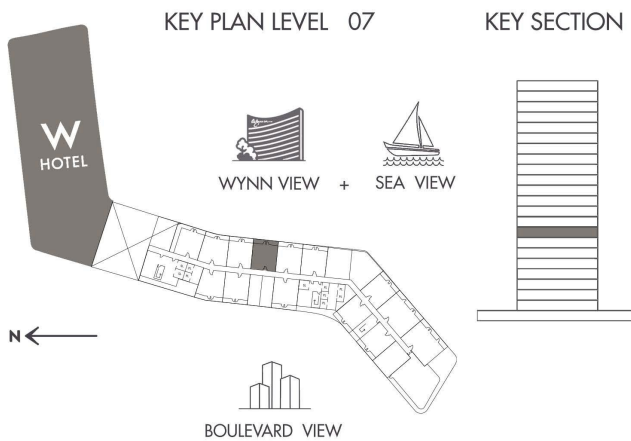 KEY PLAN LEVEL 07
KEY SECTION
W
HOTEL
WYNN VIEW + SEA VIEW
N
BOULEVARD VIEW